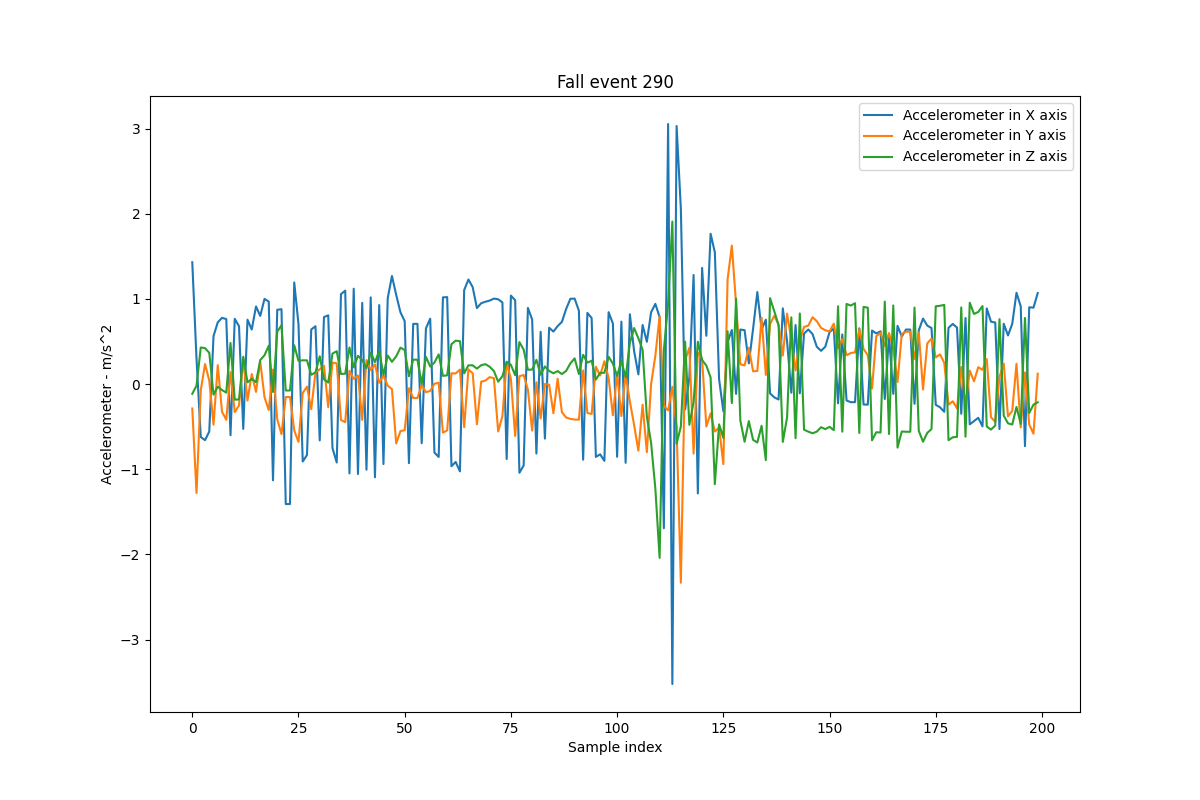 Fall event 290
Accelerometer in X axis
Accelerometer in Y axis
Accelerometer in Z axis
Accelerometer - m/s^2
3
2
1
0
−1
−2
−3
0 25 50 75 100 125 150 175 200
Sample index